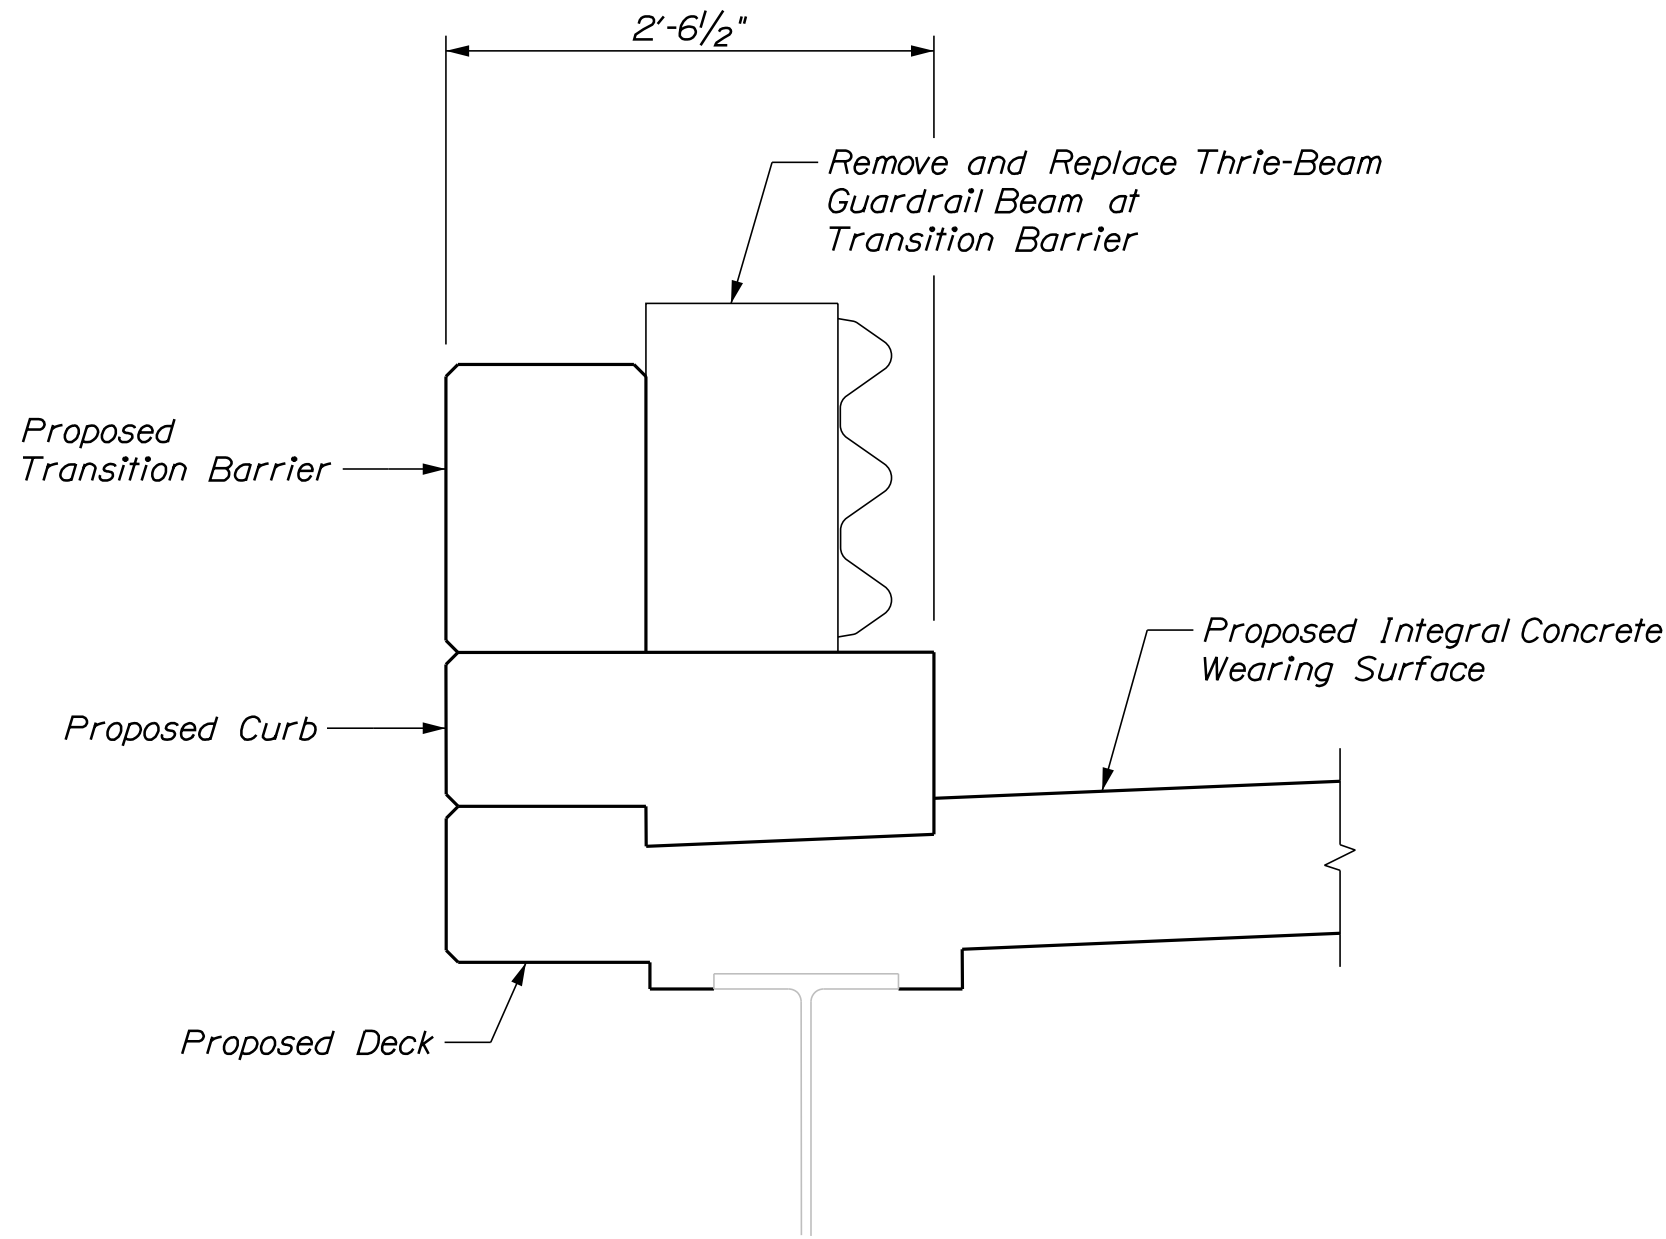 2'-6 1/2"
Remove and Replace Thrie-Beam
Guardrail Beam at
Transition Barrier
Proposed
Transition Barrier
Proposed Integral Concrete
Wearing Surface
Proposed Curb
Proposed Deck